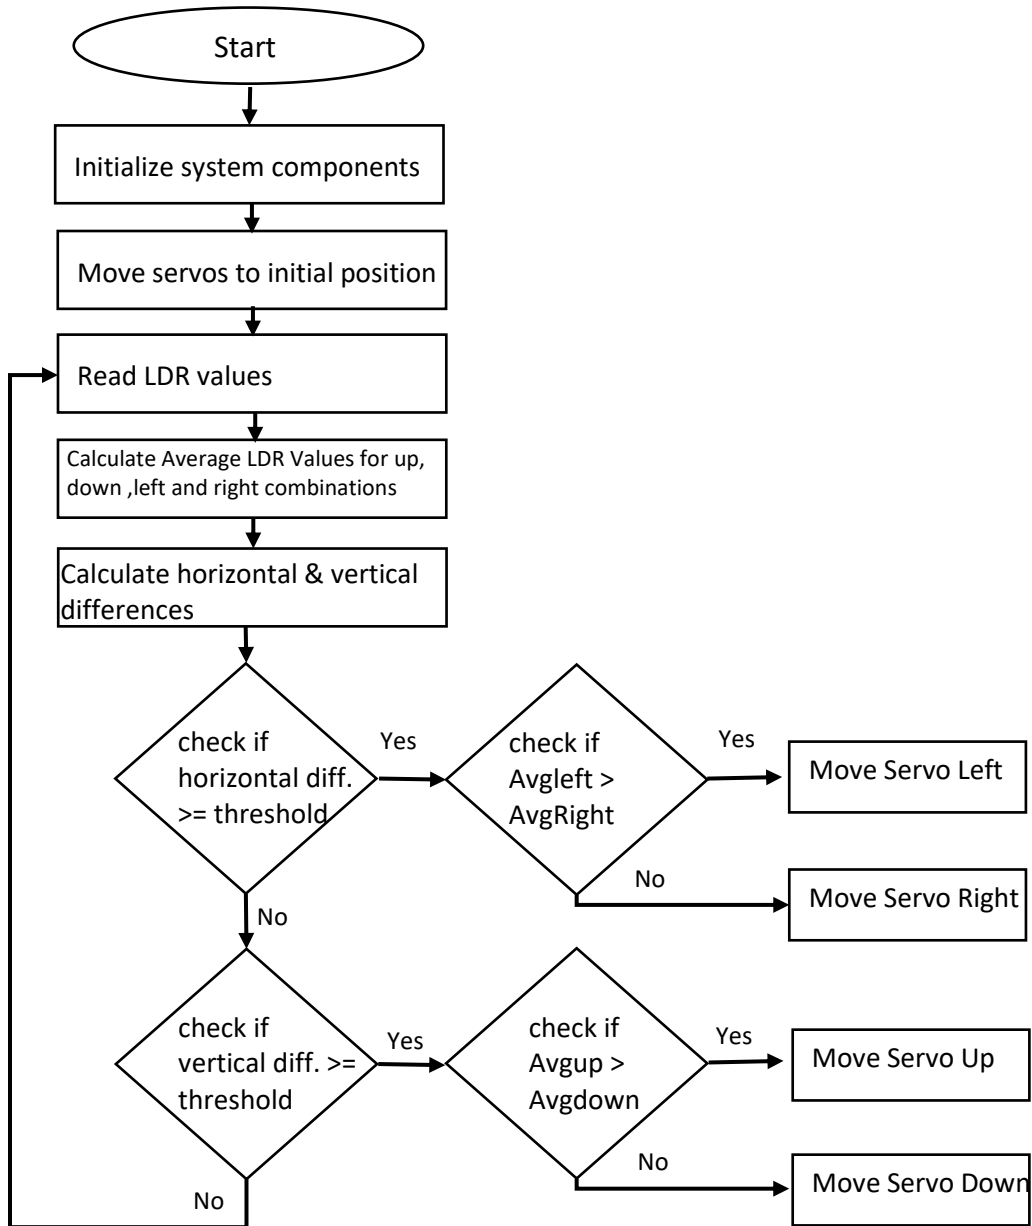 Start
Initialize system components
Move servos to initial position
Read LDR values
Calculate Average LDR Values for up,
down ,left and right combinations
Calculate horizontal & vertical
differences
check if
horizontal diff.
>= threshold
Yes
check if
Avgleft >
AvgRight
Yes
Move Servo Left
No
Move Servo Right
No
check if
vertical diff. >=
threshold
Yes
check if
Avgup >
Avgdown
Yes
Move Servo Up
No
Move Servo Down
No